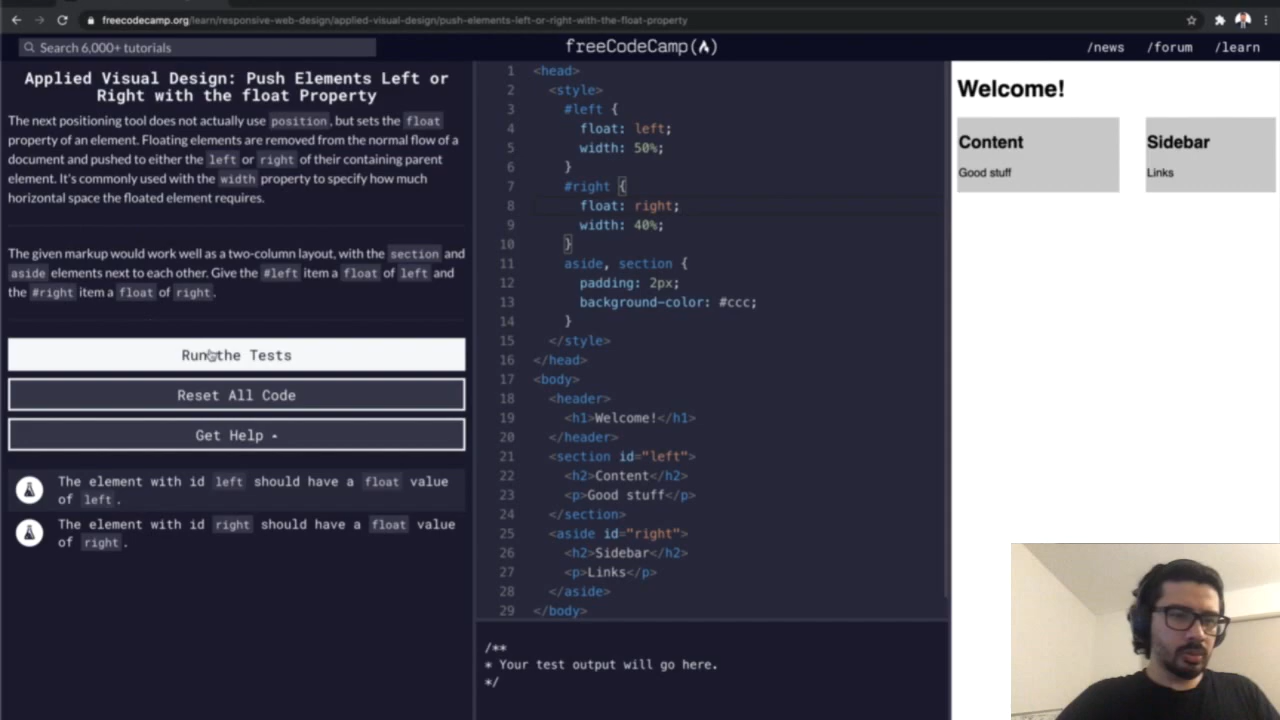 freecodecamp.org/learn/responsive-web-design/applied-visual-design/push-elements-left-or-right-with-the-float-property
Search 6,000+ tutorials
freeCodeCamp
/news
/forum
/learn
Applied Visual Design: Push Elements Left or
Right with the float Property
The next positioning tool does not actually use position, but sets the float
property of an element. Floating elements are removed from the normal flow of a
document and pushed to either the left or right of their containing parent
element. It's commonly used with the width property to specify how much
horizontal space the floated element requires.
The given markup would work well as a two-column layout, with the section and
aside elements next to each other. Give the #left item a float of left and
the #right item a float of right.
Run the Tests
Reset All Code
Get Help
The element with id left should have a float value
of left.
The element with id right should have a float value
of right.
1 <head>
2 <style>
3 #left {
4 float: left;
5 width: 50%;
6 }
7 #right {
8 float: right;
9 width: 40%;
10 }
11 aside, section {
12 padding: 2px;
13 background-color: #ccc;
14 }
15 </style>
16 </head>
17 <body>
18 <header>
19 <h1>Welcome!</h1>
20 </header>
21 <section id="left">
22 <h2>Content</h2>
23 <p>Good stuff</p>
24 </section>
25 <aside id="right">
26 <h2>Sidebar</h2>
27 <p>Links</p>
28 </aside>
29 </body>
/**
* Your test output will go here.
*/
Welcome!
Content
Good stuff
Sidebar
Links